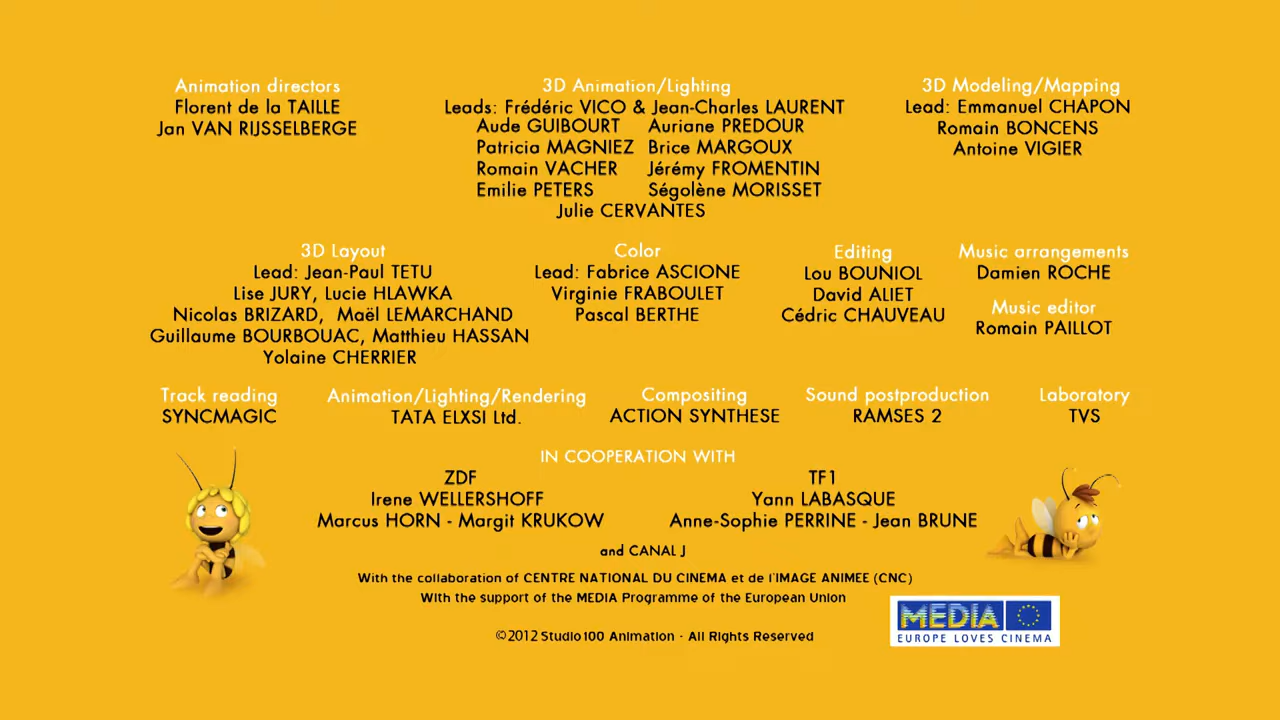 Animation directors
Florent de la TAILLE
Jan VAN RIJSSELBERGE
3D Animation/Lighting
Leads: Frédéric VICO & Jean-Charles LAURENT
Aude GUIBOURT Auriane PREDOUR
Patricia MAGNIEZ Brice MARGOUX
Romain VACHER Jérémy FROMENTIN
Emilie PETERS Ségolène MORISSET
Julie CERVANTES
3D Modeling/Mapping
Lead: Emmanuel CHAPON
Romain BONCENS
Antoine VIGIER
3D Layout
Lead: Jean-Paul TETU
Lise JURY, Lucie HLAWKA
Nicolas BRIZARD, Maël LEMARCHAND
Guillaume BOURBOUAC, Matthieu HASSAN
Yolaine CHERRIER
Color
Lead: Fabrice ASCIONE
Virginie FRABOULET
Pascal BERTHE
Editing
Lou BOUNIOL
David ALIET
Cédric CHAUVEAU
Music arrangements
Damien ROCHE
Music editor
Romain PAILLOT
Track reading
SYNCMAGIC
Animation/Lighting/Rendering
TATA ELXSI Ltd.
Compositing
ACTION SYNTHESE
Sound postproduction
RAMSES 2
Laboratory
TVS
IN COOPERATION WITH
ZDF
Irene WELLERSHOFF
Marcus HORN - Margit KRUKOW
TF1
Yann LABASQUE
Anne-Sophie PERRINE - Jean BRUNE
and CANAL J
With the collaboration of CENTRE NATIONAL DU CINEMA et de l'IMAGE ANIMEE (CNC)
With the support of the MEDIA Programme of the European Union
©2012 Studio100 Animation - All Rights Reserved
MEDIA
EUROPE LOVES CINEMA